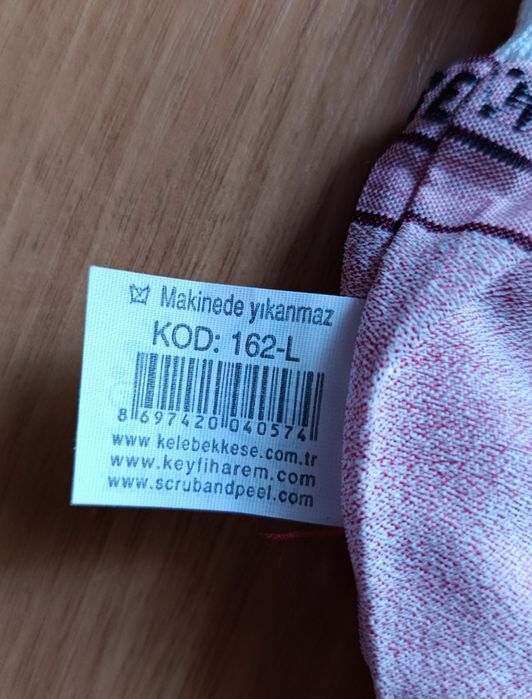 Makinede yıkanmaz
KOD: 162-L
8 697420 040574
www.kelebekkese.com.tr
www.keyfiharem.com
www.scrubandpeel.com